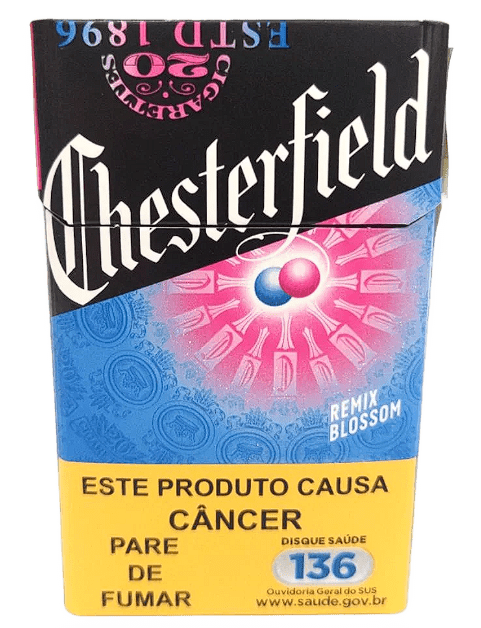 ESTD 1896
20
CIGARETTES
Chesterfield
REMIX
BLOSSOM
ESTE PRODUTO CAUSA
CÂNCER
PARE
DE
FUMAR
DISQUE SAÚDE
136
Ouvidoria Geral do SUS
www.saude.gov.br